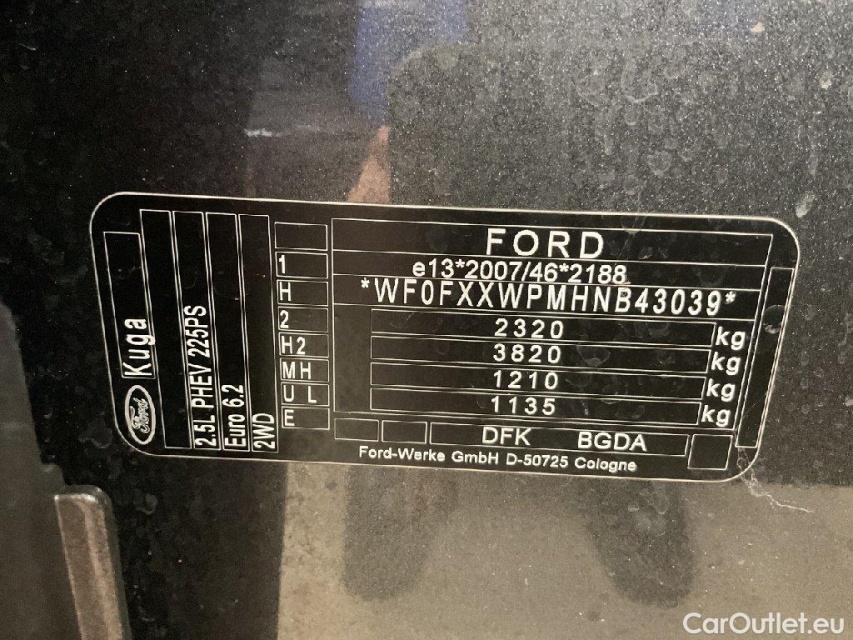 FORD
e13*2007/46*2188
*WF0FXXWPMHNB43039*
2320 kg
3820 kg
1210 kg
1135 kg
DFK BGDA
Ford-Werke GmbH D-50725 Cologne
1
H
2
H2
MH
U L
E
Ford Kuga
2.5L PHEV 225PS
Euro 6.2
2WD
CarOutlet.eu